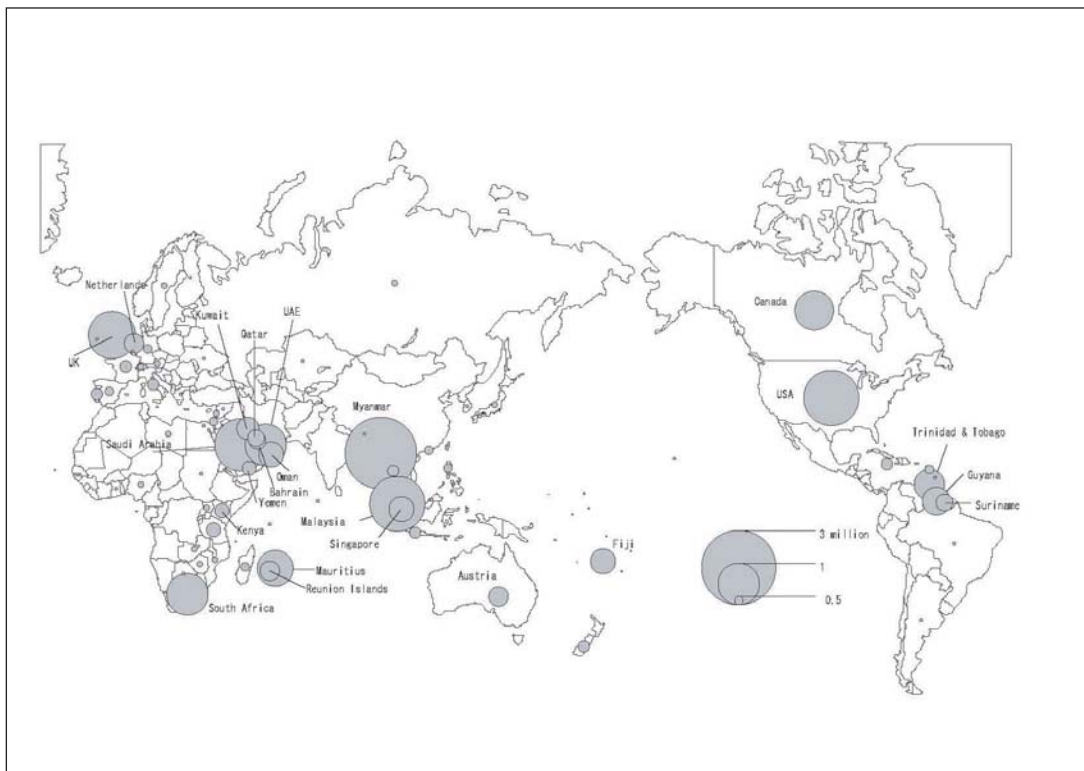 Netherlands
Kuwait
UAE
Canada
Qatar
UK
USA
Myanmar
Trinidad & Tobago
Saudi Arabia
Oman
Guyana
Bahrain
Yemen
Suriname
Malaysia
Kenya
Singapore
Fiji
3 million
Mauritius
Austria
1
Reunion Islands
0.5
South Africa